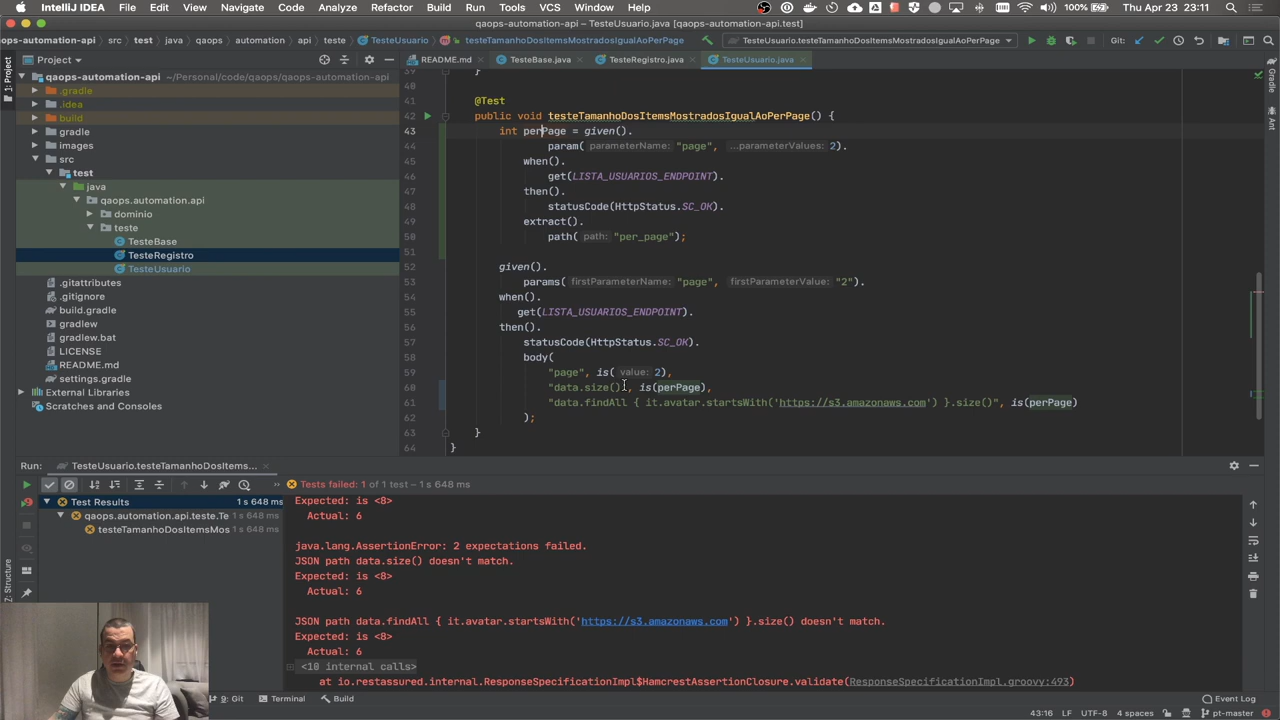 IntelliJ IDEA File Edit View Navigate Code Analyze Refactor Build Run Tools VCS Window Help 100% Thu Apr 23 23:11
qaops-automation-api – TesteUsuario.java [qaops-automation-api.test]
qaops-automation-api src test java qaops automation api teste TesteUsuario testeTamanhoDosItemsMostradosIgualAoPerPage TesteUsuario.testeTamanhoDosItemsMostradosIgualAoPerPage Git:
Project README.md TesteBase.java TesteRegistro.java TesteUsuario.java
1: Project
Gradle
qaops-automation-api ~/Personal/code/qaops/qaops-automation-api
.gradle
.idea
build
gradle
images
src
test
java
qaops.automation.api
dominio
teste
TesteBase
TesteRegistro
TesteUsuario
.gitattributes
.gitignore
build.gradle
gradlew
gradlew.bat
LICENSE
README.md
settings.gradle
External Libraries
Scratches and Consoles
39 }
40
41 @Test
42 public void testeTamanhoDosItemsMostradosIgualAoPerPage() {
43 int perPage = given().
44 param( parameterName: "page", ...parameterValues: 2).
45 when().
46 get(LISTA_USUARIOS_ENDPOINT).
47 then().
48 statusCode(HttpStatus.SC_OK).
49 extract().
50 path( path: "per_page");
51
52 given().
53 params( firstParameterName: "page", firstParameterValue: "2").
54 when().
55 get(LISTA_USUARIOS_ENDPOINT).
56 then().
57 statusCode(HttpStatus.SC_OK).
58 body(
59 "page", is( value: 2),
60 "data.size()", is(perPage),
61 "data.findAll { it.avatar.startsWith('https://s3.amazonaws.com') }.size()", is(perPage)
62 );
63 }
64 }
Run: TesteUsuario.testeTamanhoDosItems...
Tests failed: 1 of 1 test – 1 s 648 ms
Test Results 1 s 648 ms
qaops.automation.api.teste.Te 1 s 648 ms
testeTamanhoDosItemsMos 1 s 648 ms
Expected: is <8>
Actual: 6
java.lang.AssertionError: 2 expectations failed.
JSON path data.size() doesn't match.
Expected: is <8>
Actual: 6
JSON path data.findAll { it.avatar.startsWith('https://s3.amazonaws.com') }.size() doesn't match.
Expected: is <8>
<10 internal calls>
at io.restassured.internal.ResponseSpecificationImpl$HamcrestAssertionClosure.validate(ResponseSpecificationImpl.groovy:493)
7: Structure
9: Git Terminal Build Event Log
43:16 LF UTF-8 4 spaces pt-master